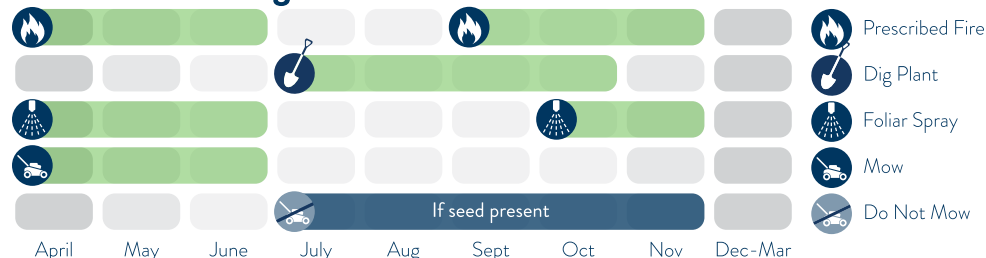 Prescribed Fire
Dig Plant
Foliar Spray
Mow
If seed present
Do Not Mow
April May June July Aug Sept Oct Nov Dec-Mar